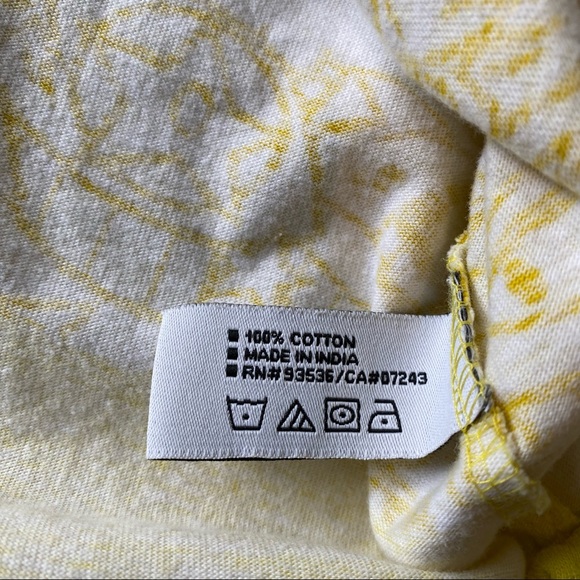 100% COTTON
MADE IN INDIA
RN# 93536/CA#07243